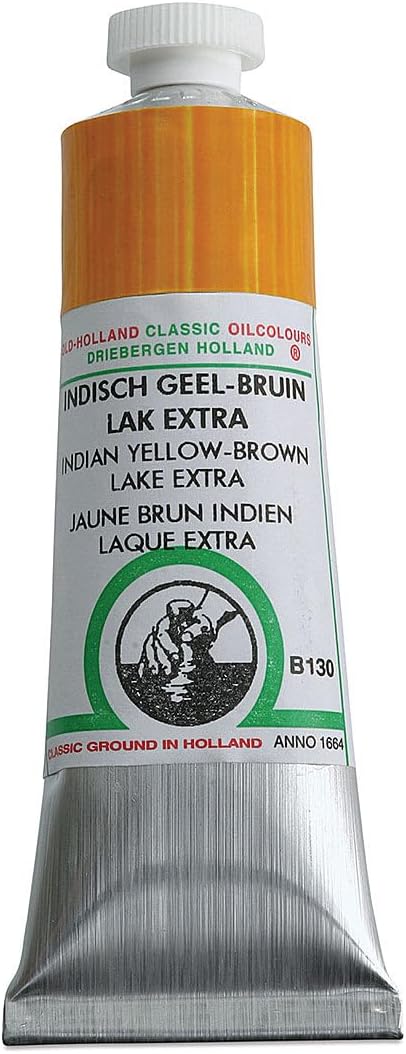 OLD-HOLLAND CLASSIC OILCOLOURS
DRIEBERGEN HOLLAND ®
INDISCH GEEL-BRUIN
LAK EXTRA
INDIAN YELLOW-BROWN
LAKE EXTRA
JAUNE BRUN INDIEN
LAQUE EXTRA
B130
CLASSIC GROUND IN HOLLAND ANNO 1664